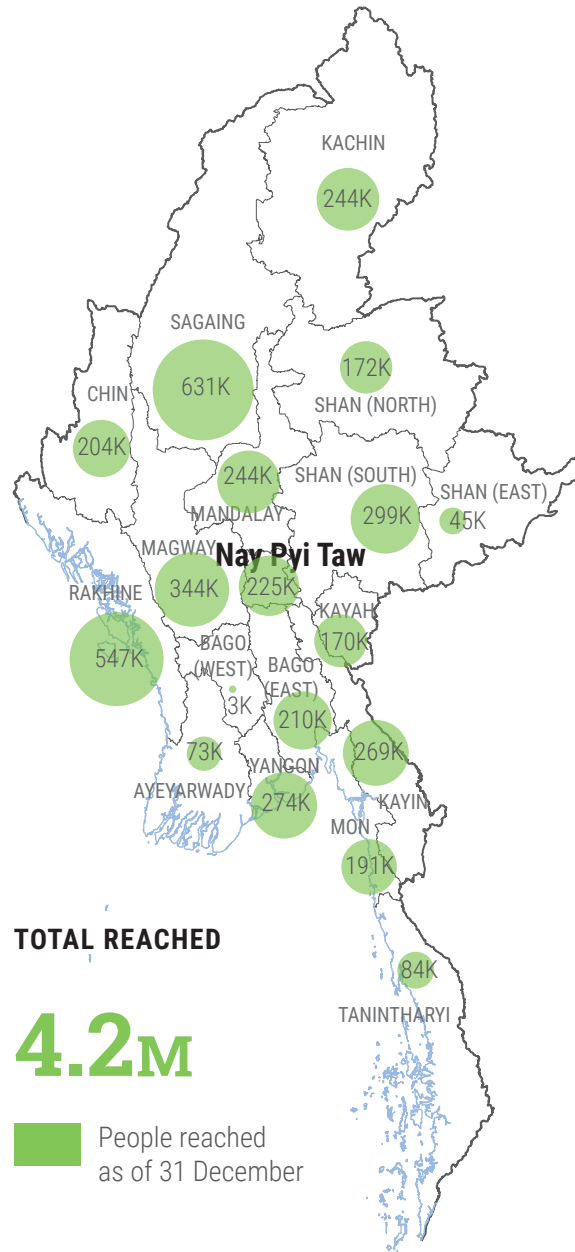 KACHIN
244K
SAGAING
631K
172K
SHAN (NORTH)
CHIN
204K
244K
MANDALAY
SHAN (SOUTH)
299K
SHAN (EAST)
45K
MAGWAY
344K
Nay Pyi Taw
225K
RAKHINE
547K
KAYAH
170K
BAGO
(WEST)
3K
BAGO
(EAST)
210K
73K
AYEYARWADY
YANGON
274K
269K
KAYIN
MON
191K
84K
TANINTHARYI
TOTAL REACHED
4.2M
People reached
as of 31 December